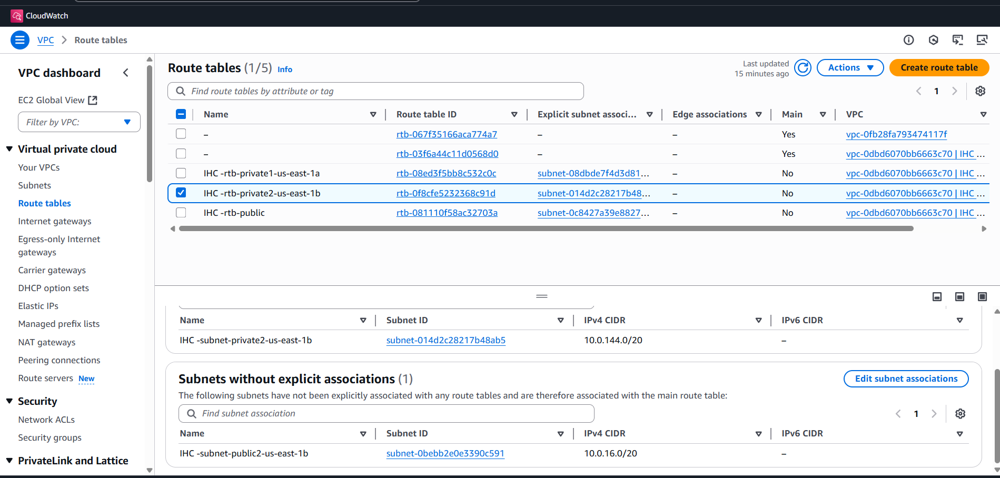 CloudWatch
VPC > Route tables
VPC dashboard
EC2 Global View
Filter by VPC:
Virtual private cloud
Your VPCs
Subnets
Route tables
Internet gateways
Egress-only Internet
gateways
Carrier gateways
DHCP option sets
Elastic IPs
Managed prefix lists
NAT gateways
Peering connections
Route servers New
Security
Network ACLs
Security groups
PrivateLink and Lattice
Route tables (1/5) Info
Last updated
15 minutes ago
Actions
Create route table
Find route tables by attribute or tag
1
Name Route table ID Explicit subnet associ... Edge associations Main VPC
– rtb-067f35166aca774a7 – – Yes vpc-0fb28fa793474117f
– rtb-03f6a44c11d0568d0 – – Yes vpc-0dbd6070bb6663c70 | IHC ...
IHC -rtb-private1-us-east-1a rtb-08ed3f5bb8c532c0c subnet-08dbde7f4d3d81... – No vpc-0dbd6070bb6663c70 | IHC ...
IHC -rtb-private2-us-east-1b rtb-0f8cfe5232368c91d subnet-014d2c28217b48... – No vpc-0dbd6070bb6663c70 | IHC ...
IHC -rtb-public rtb-081110f58ac32703a subnet-0c8427a39e8827... – No vpc-0dbd6070bb6663c70 | IHC ...
Name Subnet ID IPv4 CIDR IPv6 CIDR
IHC -subnet-private2-us-east-1b subnet-014d2c28217b48ab5 10.0.144.0/20 –
Subnets without explicit associations (1)
Edit subnet associations
The following subnets have not been explicitly associated with any route tables and are therefore associated with the main route table:
Find subnet association
1
Name Subnet ID IPv4 CIDR IPv6 CIDR
IHC -subnet-public2-us-east-1b subnet-0bebb2e0e3390c591 10.0.16.0/20 –